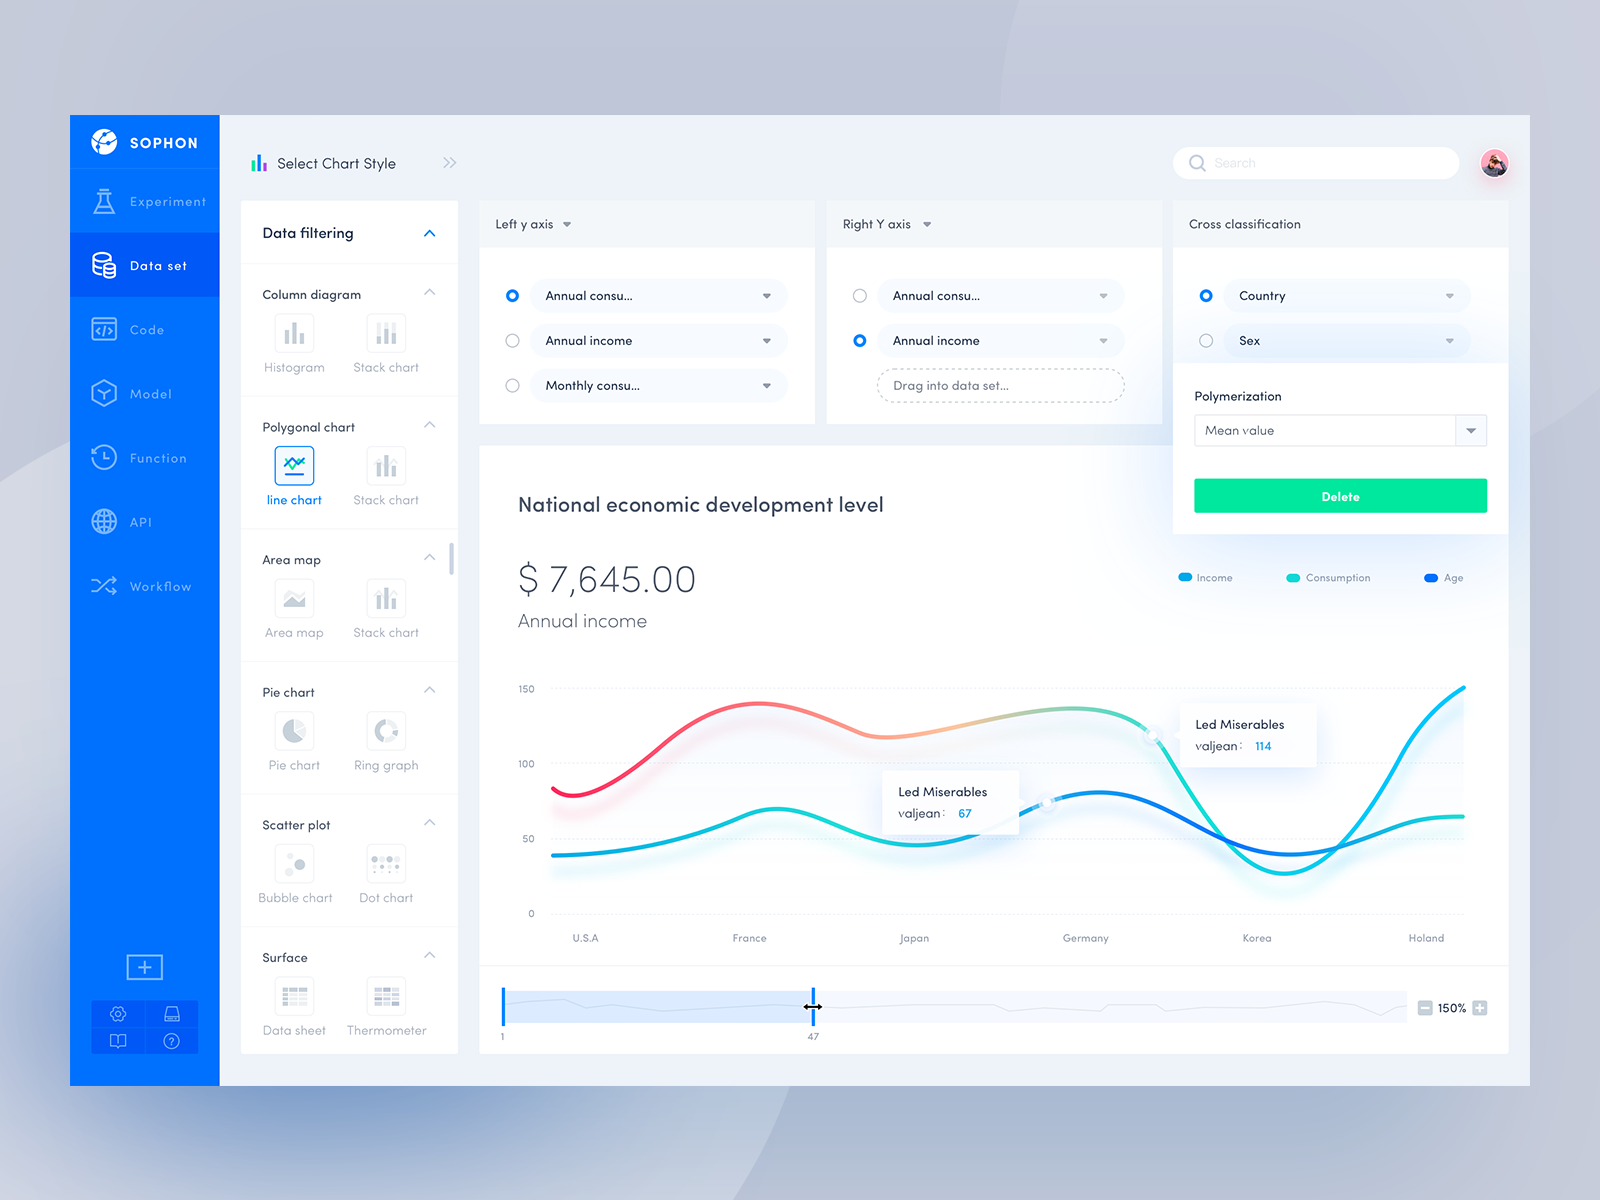 SOPHON
Experiment
Data set
Code
Model
Function
API
Workflow
Select Chart Style
Search
Data filtering
Column diagram
Histogram
Stack chart
Polygonal chart
line chart
Stack chart
Area map
Area map
Stack chart
Pie chart
Pie chart
Ring graph
Scatter plot
Bubble chart
Dot chart
Surface
Data sheet
Thermometer
Left y axis
Annual consu...
Annual income
Monthly consu...
Right Y axis
Annual consu...
Annual income
Drag into data set...
Cross classification
Country
Sex
Polymerization
Mean value
Delete
National economic development level
$ 7,645.00
Annual income
Income
Consumption
Age
150
100
50
0
Led Miserables
valjean: 114
Led Miserables
valjean: 67
U.S.A
France
Japan
Germany
Korea
Holand
1
47
150%